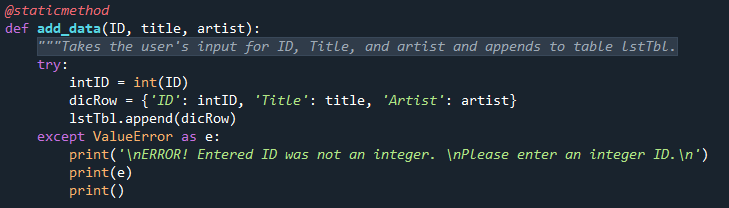 @staticmethod
def add_data(ID, title, artist):
    """Takes the user's input for ID, Title, and artist and appends to table lstTbl.
    try:
        intID = int(ID)
        dicRow = {'ID': intID, 'Title': title, 'Artist': artist}
        lstTbl.append(dicRow)
    except ValueError as e:
        print('\nERROR! Entered ID was not an integer. \nPlease enter an integer ID.\n')
        print(e)
        print()